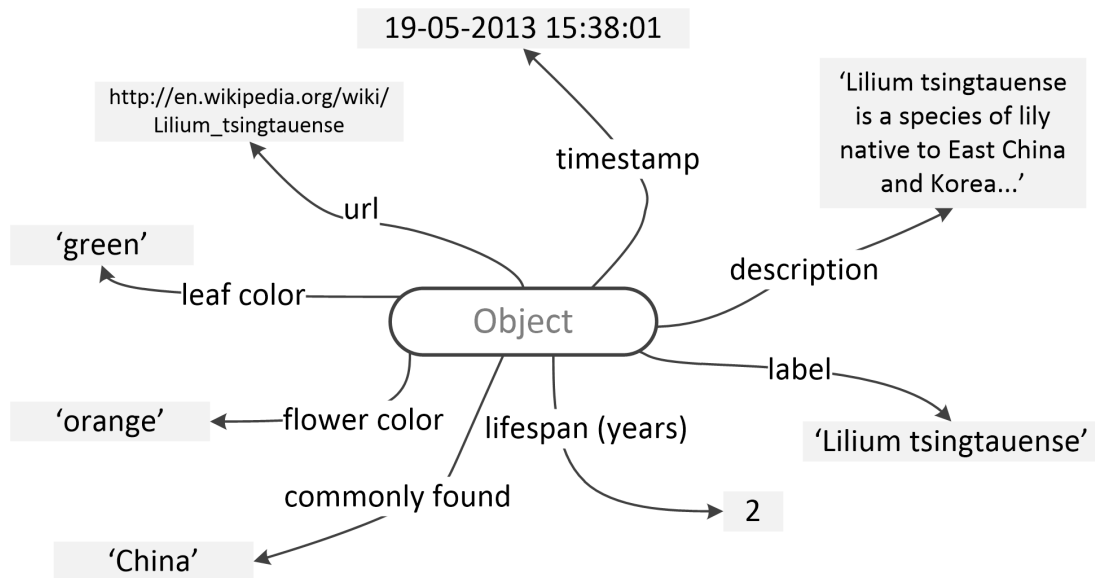 19-05-2013 15:38:01
http://en.wikipedia.org/wiki/
Lilium_tsingtauense
‘Lilium tsingtauense
is a species of lily
native to East China
and Korea...’
timestamp
url
‘green’
description
leaf color
Object
label
‘orange’
flower color
lifespan (years)
‘Lilium tsingtauense’
commonly found
2
‘China’